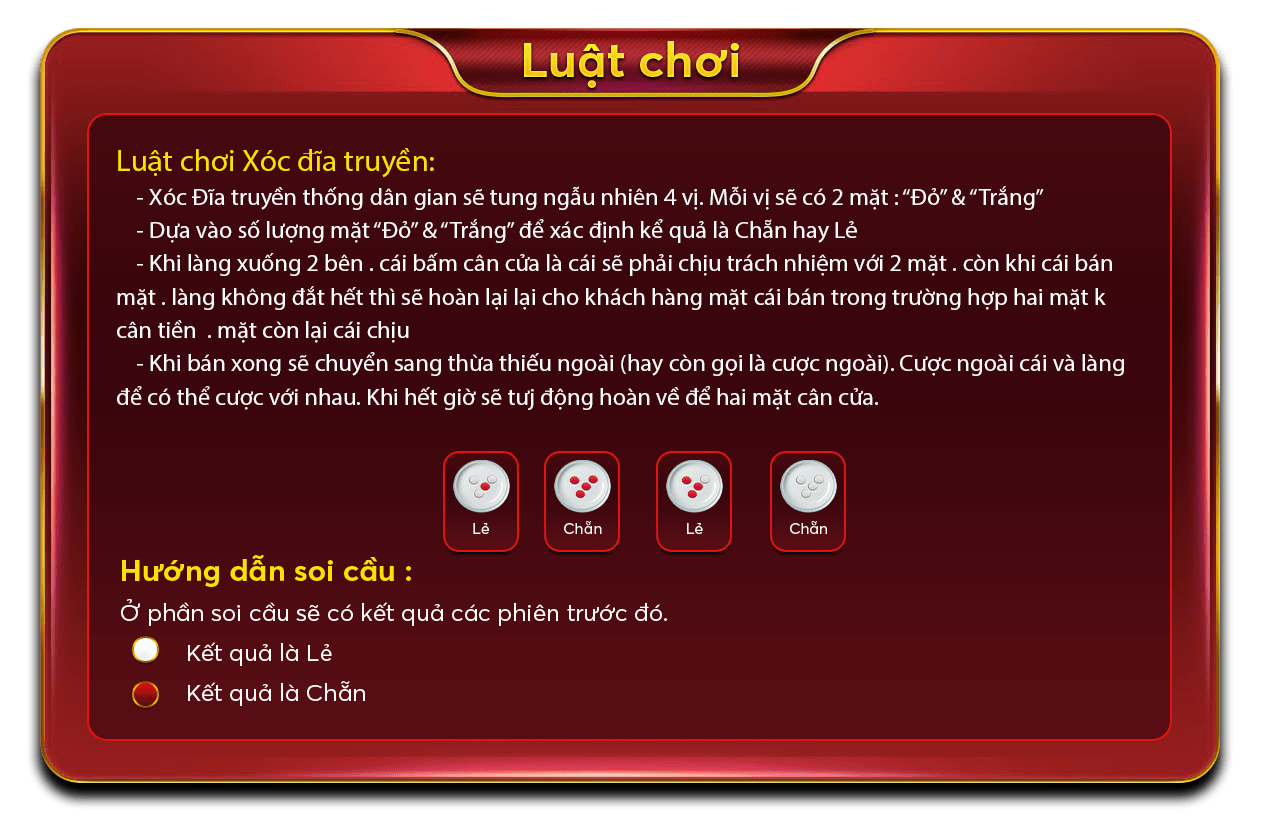 Luật chơi
Luật chơi Xóc đĩa truyền:
- Xóc Đĩa truyền thống dân gian sẽ tung ngẫu nhiên 4 vị. Mỗi vị sẽ có 2 mặt : “Đỏ” & “Trắng”
- Dựa vào số lượng mặt “Đỏ” & “Trắng” để xác định kể quả là Chẵn hay Lẻ
- Khi làng xuống 2 bên . cái bấm cân cửa là cái sẽ phải chịu trách nhiệm với 2 mặt . còn khi cái bán
mặt . làng không đắt hết thì sẽ hoàn lại lại cho khách hàng mặt cái bán trong trường hợp hai mặt k
cân tiền . mặt còn lại cái chịu
- Khi bán xong sẽ chuyển sang thừa thiếu ngoài (hay còn gọi là cược ngoài). Cược ngoài cái và làng
để có thể cược với nhau. Khi hết giờ sẽ tưj động hoàn về để hai mặt cân cửa.
Lẻ Chẵn Lẻ Chẵn
Hướng dẫn soi cầu :
Ở phần soi cầu sẽ có kết quả các phiên trước đó.
Kết quả là Lẻ
Kết quả là Chẵn